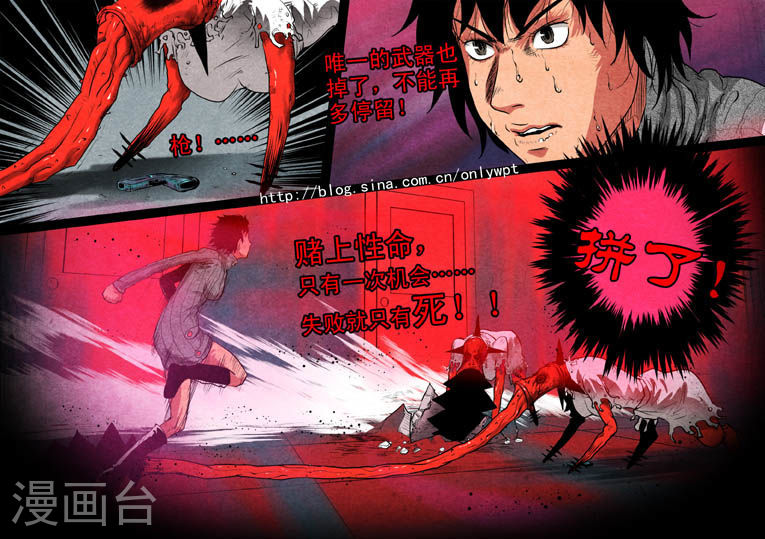 枪！……
唯一的武器也
掉了，不能再
多停留！
http://blog.sina.com.cn/onlywpt
赌上性命，
只有一次机会……
失败就只有死！！
拼了！
漫画台